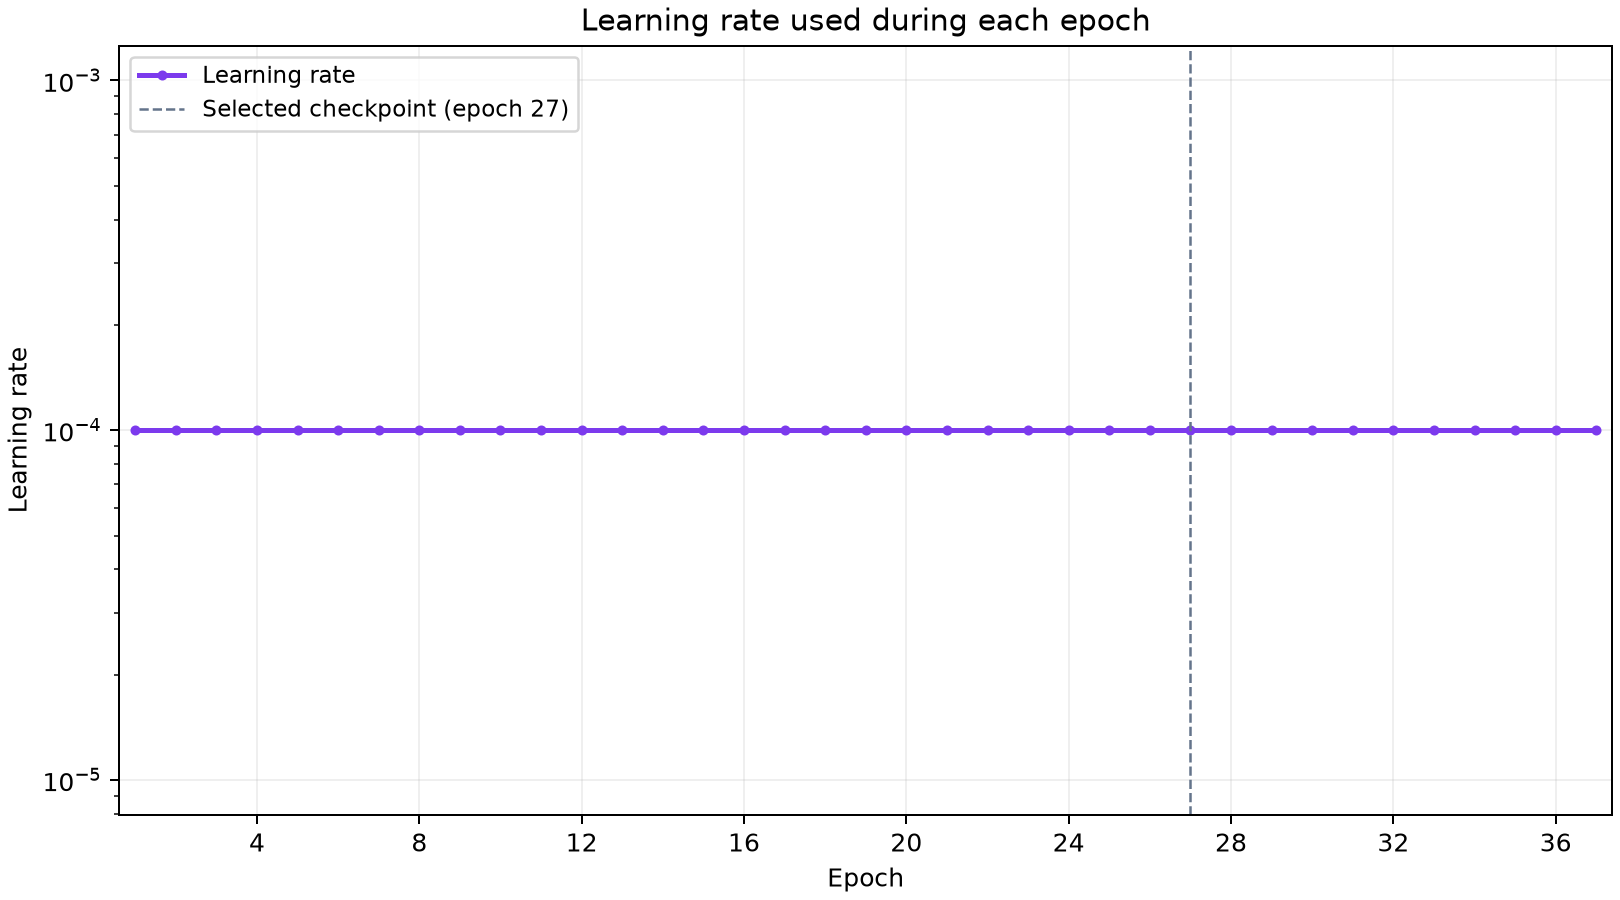 Learning rate used during each epoch
Learning rate
Selected checkpoint (epoch 27)
10⁻³
10⁻⁴
10⁻⁵
Learning rate
4 8 12 16 20 24 28 32 36
Epoch